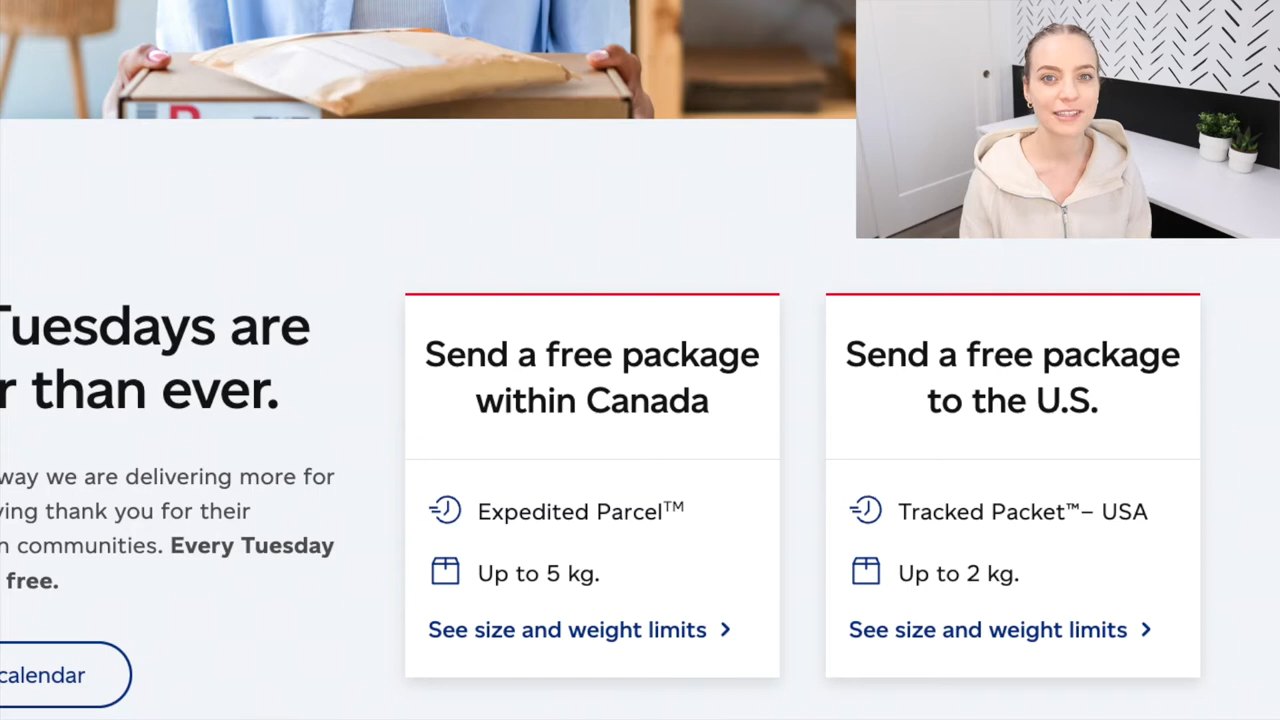 Tuesdays are
r than ever.
way we are delivering more for
ying thank you for their
n communities. Every Tuesday
free.
calendar
Send a free package
within Canada
Expedited Parcel™
Up to 5 kg.
See size and weight limits
Send a free package
to the U.S.
Tracked Packet™– USA
Up to 2 kg.
See size and weight limits